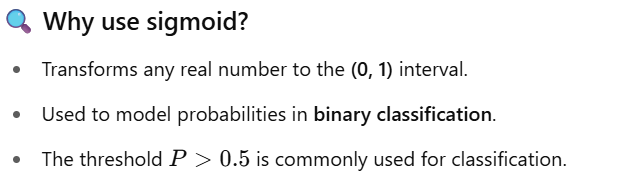 🔍 Why use sigmoid?
• Transforms any real number to the (0, 1) interval.
• Used to model probabilities in binary classification.
• The threshold P > 0.5 is commonly used for classification.